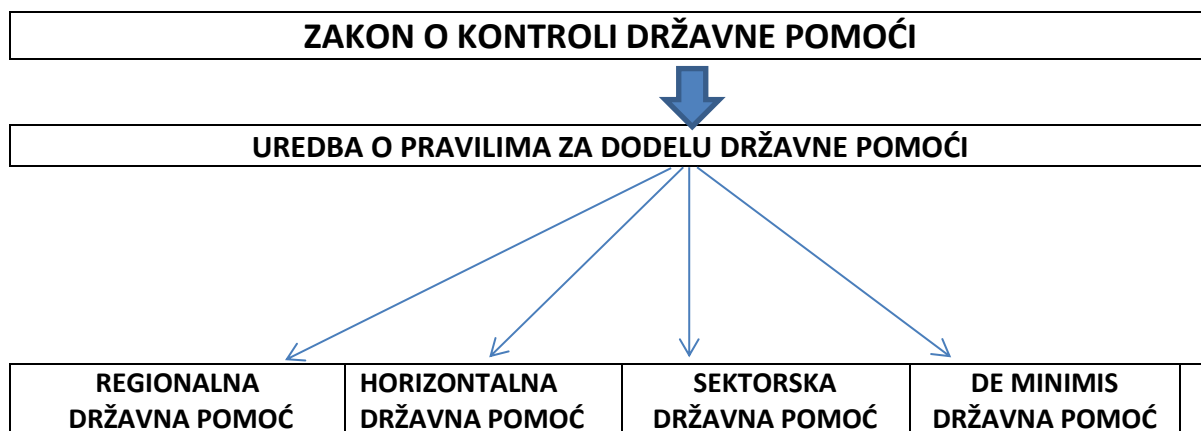 ZAKON O KONTROLI DRŽAVNE POMOĆI
UREDBA O PRAVILIMA ZA DODELU DRŽAVNE POMOĆI
REGIONALNA
DRŽAVNA POMOĆ
HORIZONTALNA
DRŽAVNA POMOĆ
SEKTORSKA
DRŽAVNA POMOĆ
DE MINIMIS
DRŽAVNA POMOĆ